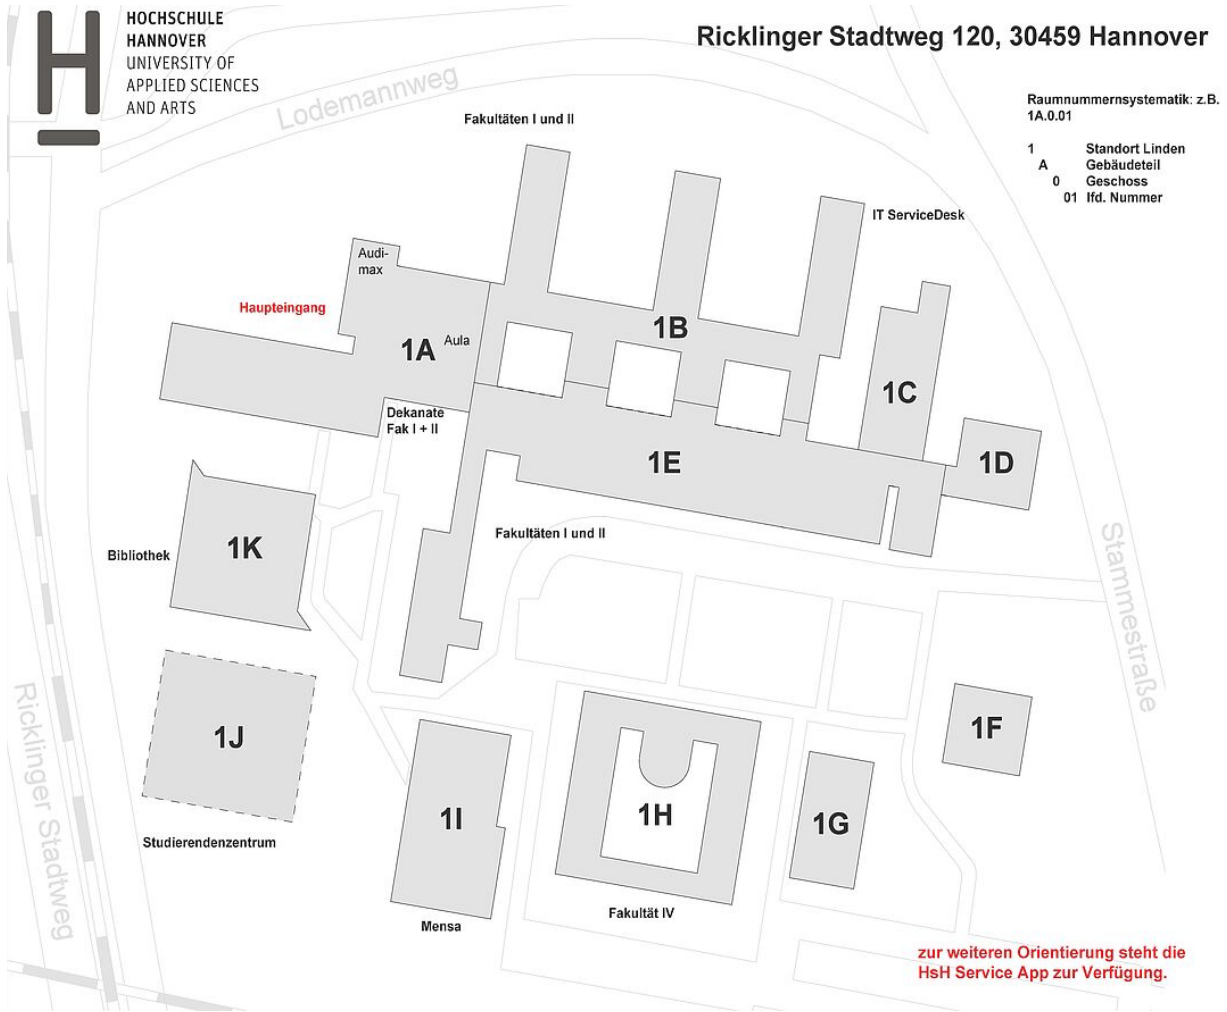 HOCHSCHULE
HANNOVER
UNIVERSITY OF
APPLIED SCIENCES
AND ARTS
Ricklinger Stadtweg 120, 30459 Hannover
Raumnummernsystematik: z.B.
1A.0.01
1 Standort Linden
A Gebäudeteil
0 Geschoss
01 lfd. Nummer
Lodemannweg
Fakultäten I und II
IT ServiceDesk
Audi-
max
Haupteingang
1A
Aula
1B
1C
Dekanate
Fak I + II
1E
1D
Fakultäten I und II
Bibliothek
1K
Stammestraße
1J
Studierendenzentrum
Ricklinger Stadtweg
1I
Mensa
1H
Fakultät IV
1G
1F
zur weiteren Orientierung steht die
HsH Service App zur Verfügung.